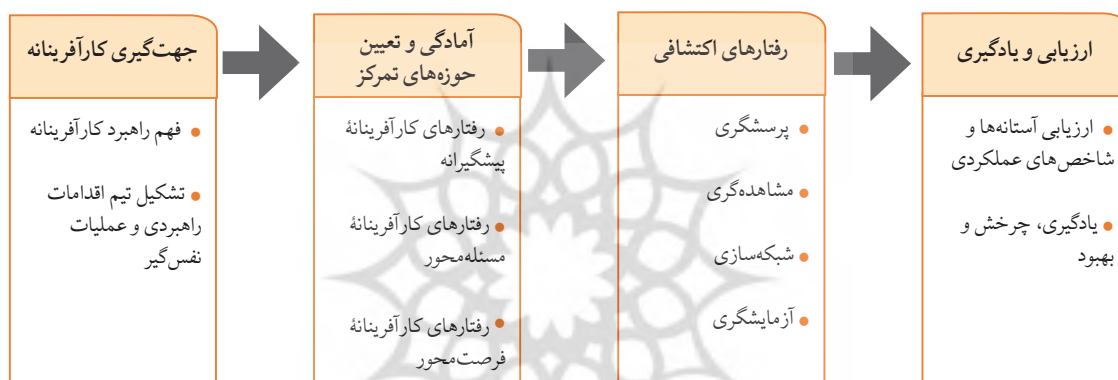 جهت‌گیری کارآفرینانه
• فهم راهبرد کارآفرینانه
• تشکیل تیم اقدامات
راهبردی و عملیات
نفس‌گیر
آمادگی و تعیین
حوزه‌های تمرکز
• رفتارهای کارآفرینانهٔ
پیشگیرانه
• رفتارهای کارآفرینانهٔ
مسئله‌محور
• رفتارهای کارآفرینانهٔ
فرصت‌محور
رفتارهای اکتشافی
• پرسشگری
• مشاهده‌گری
• شبکه‌سازی
• آزمایشگری
ارزیابی و یادگیری
• ارزیابی آستانه‌ها و
شاخص‌های عملکردی
• یادگیری، چرخش و
بهبود